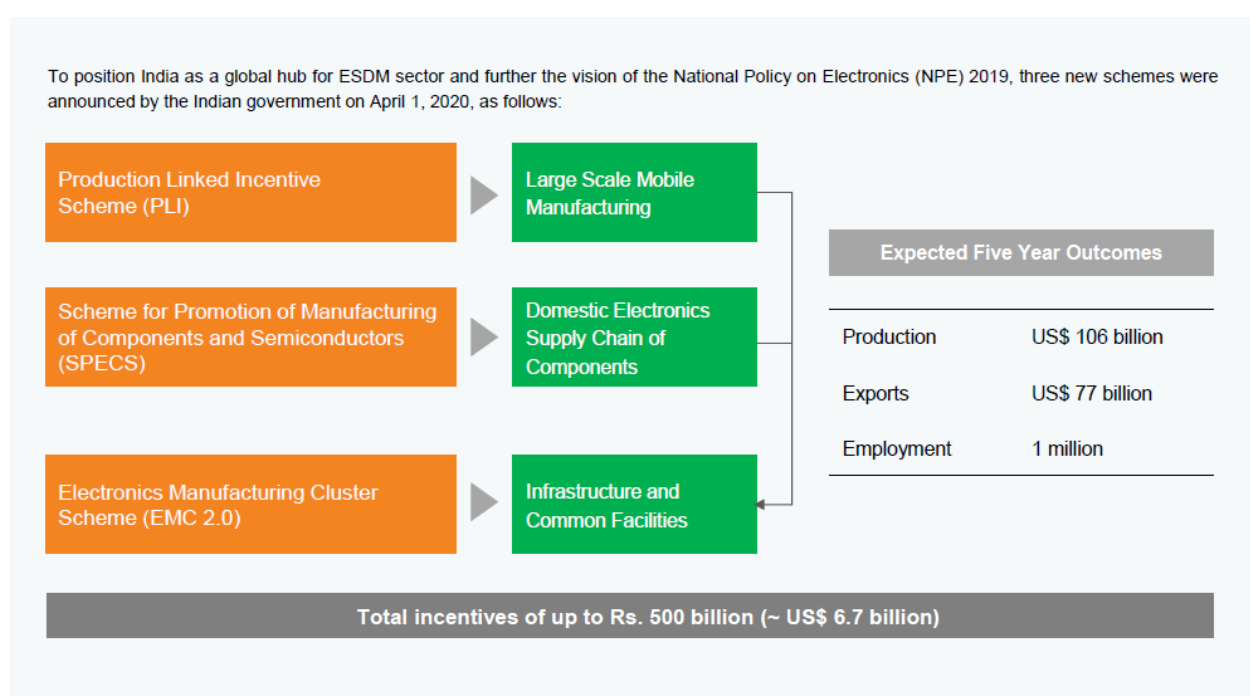 To position India as a global hub for ESDM sector and further the vision of the National Policy on Electronics (NPE) 2019, three new schemes were
announced by the Indian government on April 1, 2020, as follows:
Production Linked Incentive
Scheme (PLI)
Large Scale Mobile
Manufacturing
Scheme for Promotion of Manufacturing
of Components and Semiconductors
(SPECS)
Domestic Electronics
Supply Chain of
Components
Electronics Manufacturing Cluster
Scheme (EMC 2.0)
Infrastructure and
Common Facilities
Expected Five Year Outcomes
Production US$ 106 billion
Exports US$ 77 billion
Employment 1 million
Total incentives of up to Rs. 500 billion (~ US$ 6.7 billion)